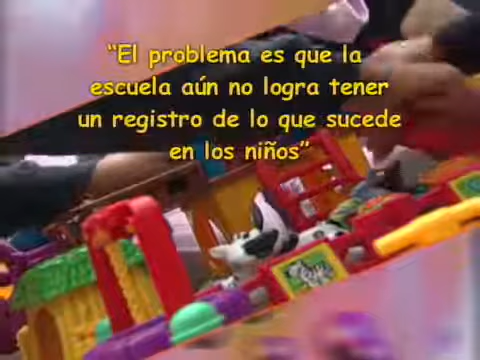 “El problema es que la
escuela aún no logra tener
un registro de lo que sucede
en los niños”